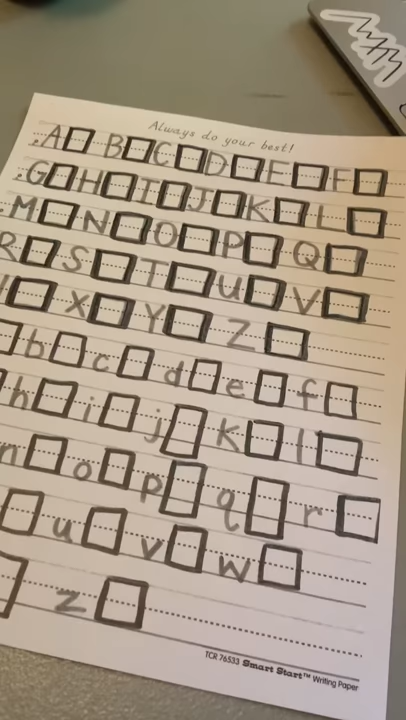 Always do your best!
A B C D E F
G H I J K L
M N O P Q
R S T U V
X Y Z
b c d e f
h i j k l
n o p q r
u v w
z
TCR 76533 Smart Start™ Writing Paper